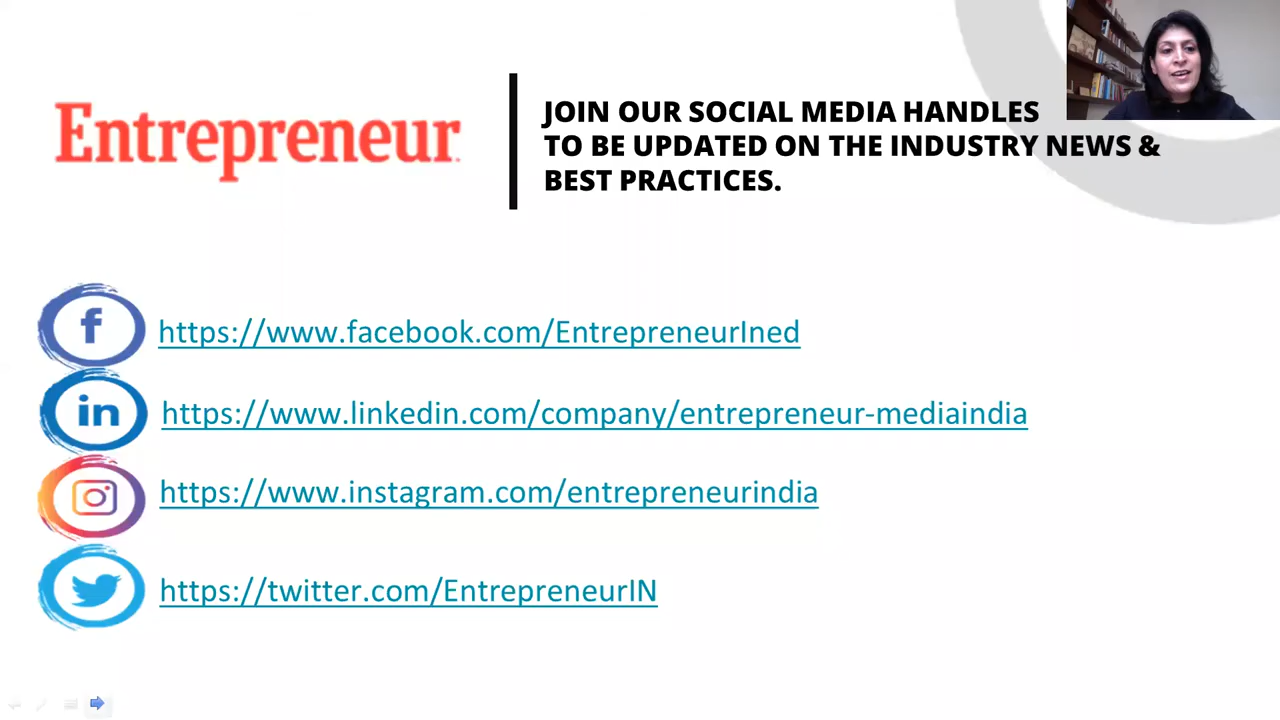 Entrepreneur
JOIN OUR SOCIAL MEDIA HANDLES
TO BE UPDATED ON THE INDUSTRY NEWS &
BEST PRACTICES.
f
https://www.facebook.com/EntrepreneurIned
in
https://www.linkedin.com/company/entrepreneur-mediaindia
https://www.instagram.com/entrepreneurindia
https://twitter.com/EntrepreneurIN